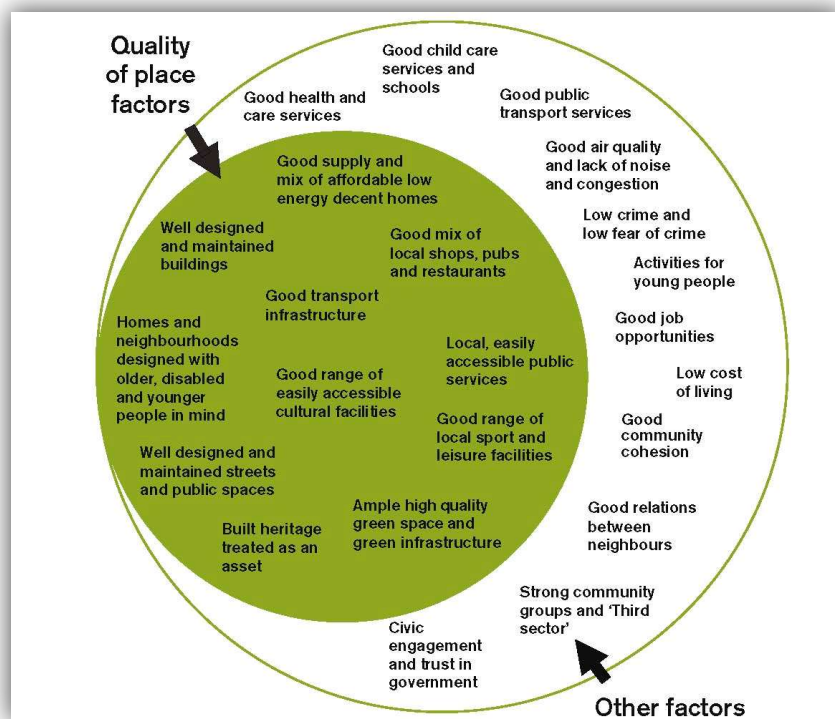 Quality
of place
factors
Good child care
services and
schools
Good health and
care services
Good public
transport services
Good air quality
and lack of noise
and congestion
Low crime and
low fear of crime
Activities for
young people
Good job
opportunities
Low cost
of living
Good
community
cohesion
Good relations
between
neighbours
Strong community
groups and ‘Third
sector’
Civic
engagement
and trust in
government
Other factors
Good supply and
mix of affordable low
energy decent homes
Well designed
and maintained
buildings
Good mix of
local shops, pubs
and restaurants
Good transport
infrastructure
Homes and
neighbourhoods
designed with
older, disabled
and younger
people in mind
Local, easily
accessible public
services
Good range of
easily accessible
cultural facilities
Good range of
local sport and
leisure facilities
Well designed and
maintained streets
and public spaces
Ample high quality
green space and
green infrastructure
Built heritage
treated as an
asset